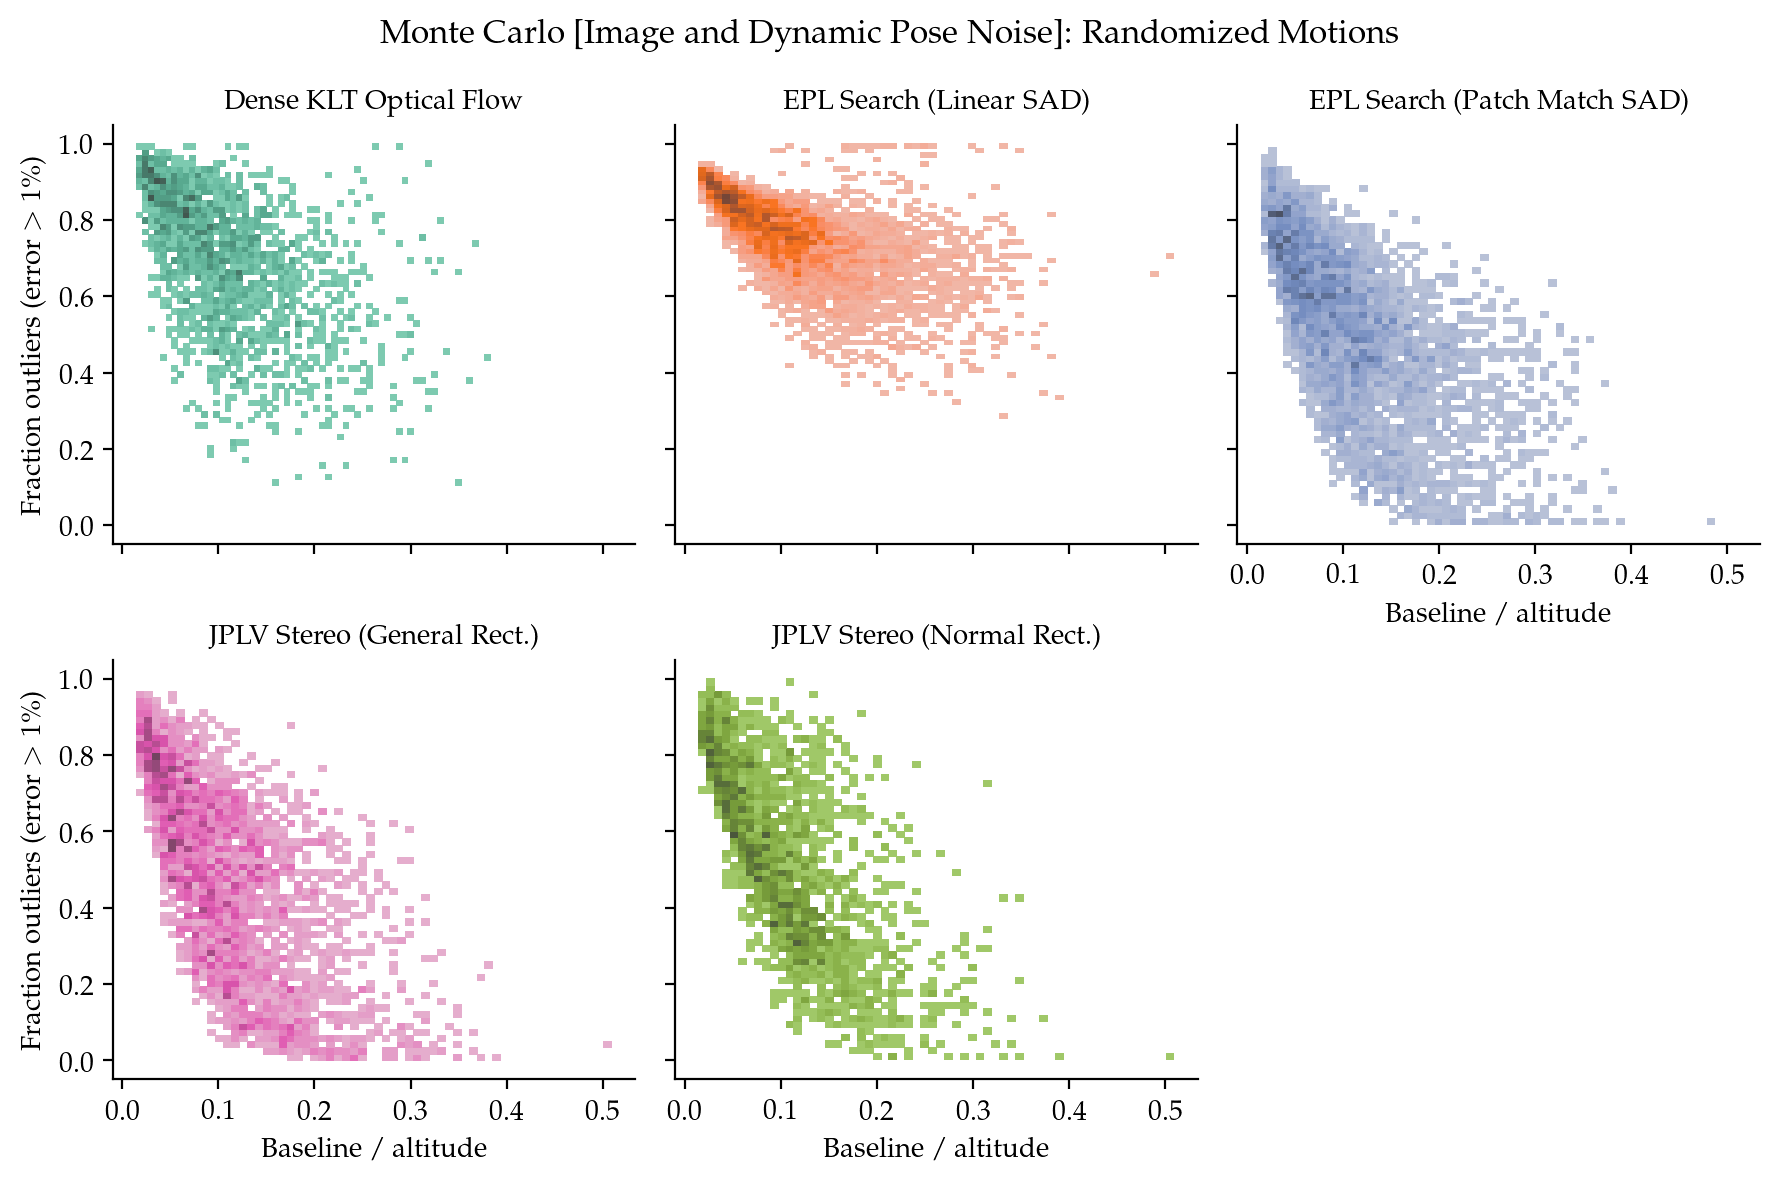 Monte Carlo [Image and Dynamic Pose Noise]: Randomized Motions
Dense KLT Optical Flow
EPL Search (Linear SAD)
EPL Search (Patch Match SAD)
Fraction outliers (error > 1%)
1.0
0.8
0.6
0.4
0.2
0.0
0.0 0.1 0.2 0.3 0.4 0.5
Baseline / altitude
JPLV Stereo (General Rect.)
JPLV Stereo (Normal Rect.)
Fraction outliers (error > 1%)
1.0
0.8
0.6
0.4
0.2
0.0
0.0 0.1 0.2 0.3 0.4 0.5
Baseline / altitude
0.0 0.1 0.2 0.3 0.4 0.5
Baseline / altitude